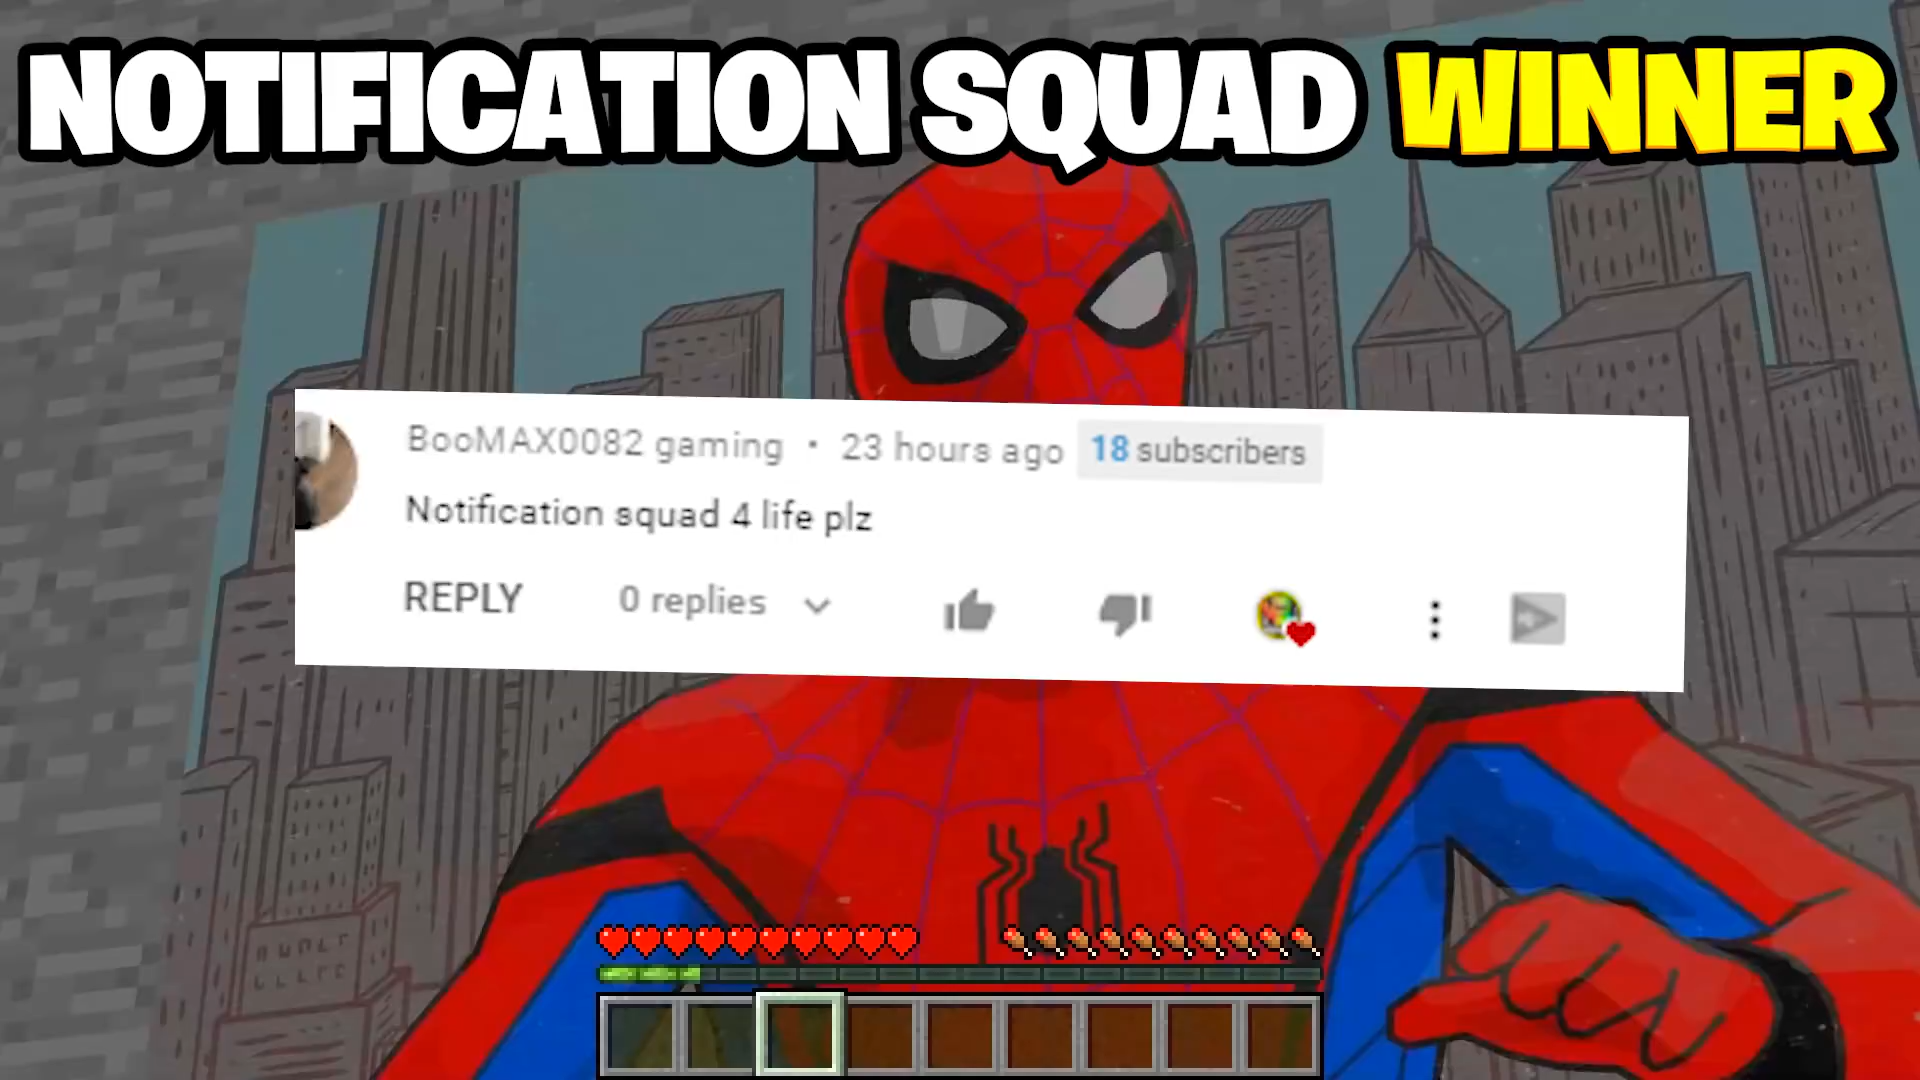 NOTIFICATION SQUAD WINNER
BooMAX0082 gaming • 23 hours ago 18 subscribers
Notification squad 4 life plz
REPLY 0 replies